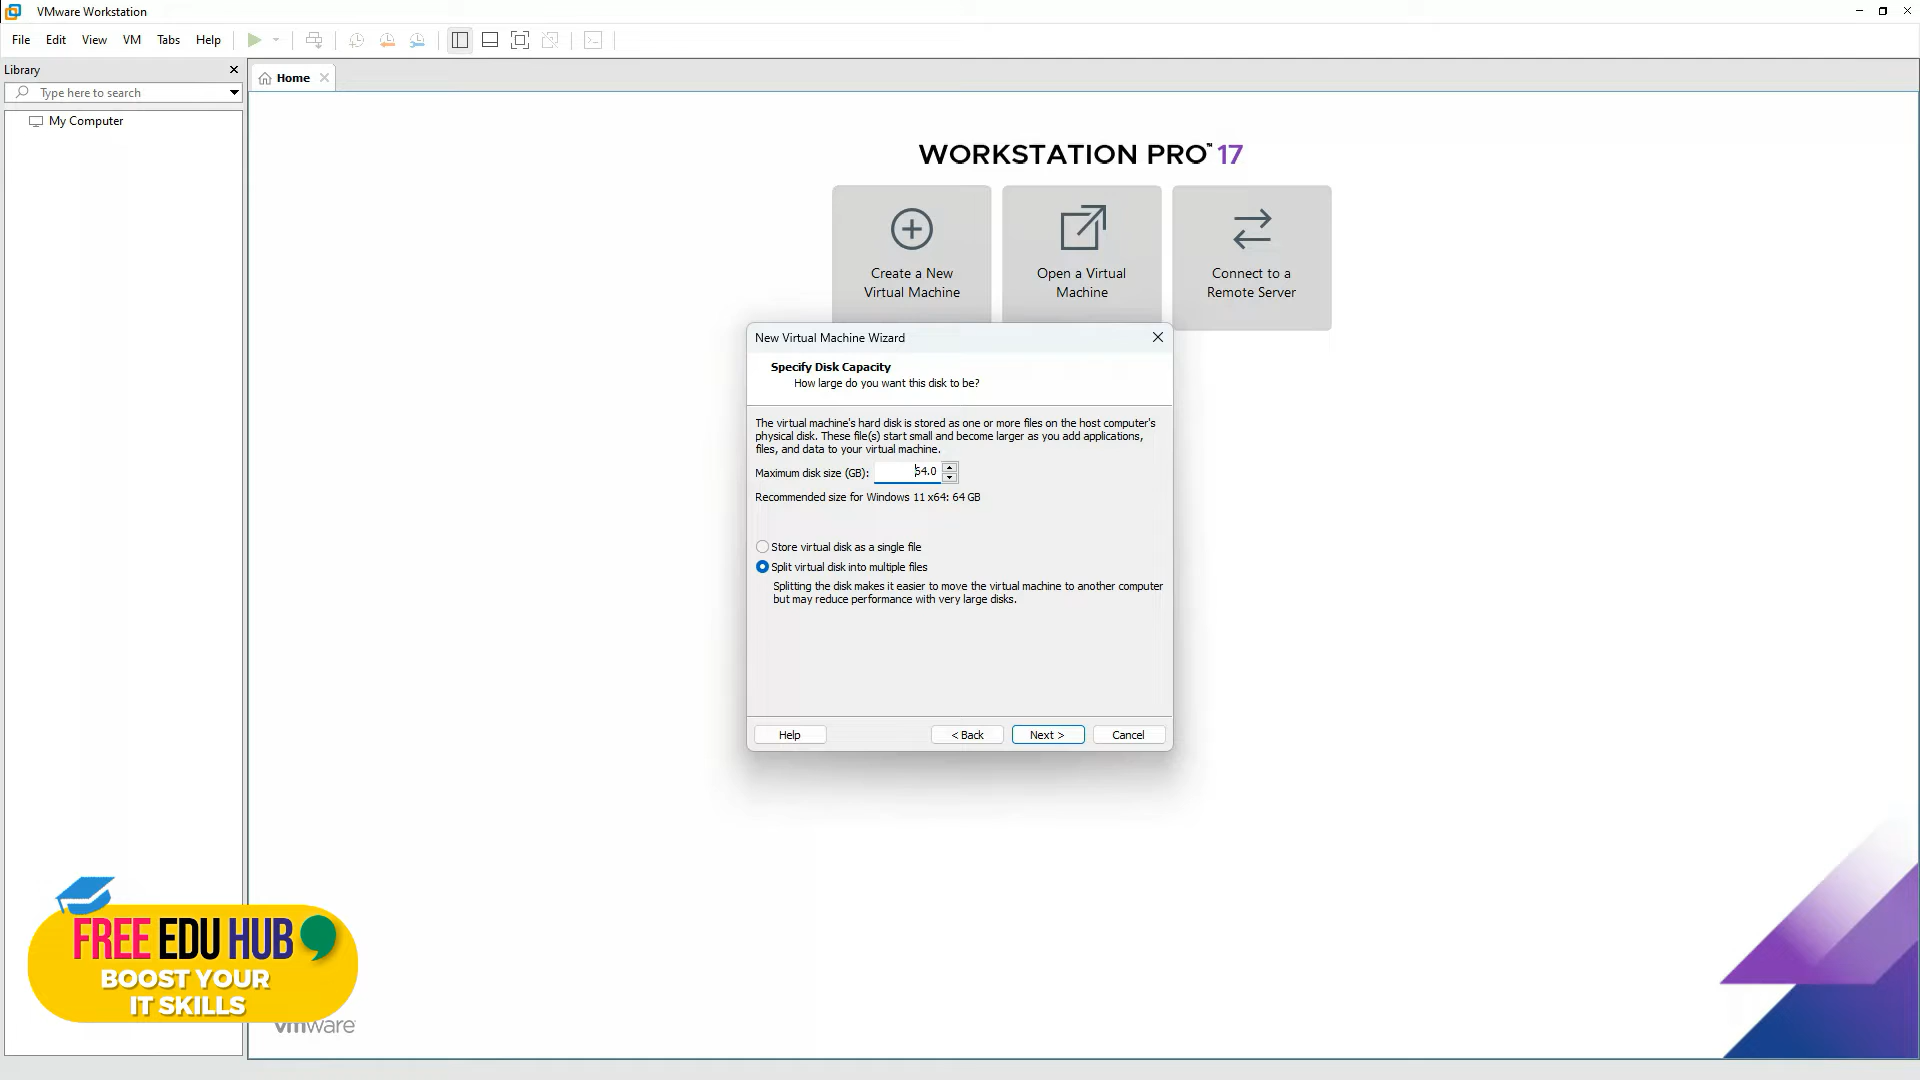 VMware Workstation
File Edit View VM Tabs Help
Library
Type here to search
My Computer
Home
WORKSTATION PRO™ 17
Create a New
Virtual Machine
Open a Virtual
Machine
Connect to a
Remote Server
New Virtual Machine Wizard
Specify Disk Capacity
How large do you want this disk to be?
The virtual machine's hard disk is stored as one or more files on the host computer's
physical disk. These file(s) start small and become larger as you add applications,
files, and data to your virtual machine.
Maximum disk size (GB): 64.0
Recommended size for Windows 11 x64: 64 GB
Store virtual disk as a single file
Split virtual disk into multiple files
Splitting the disk makes it easier to move the virtual machine to another computer
but may reduce performance with very large disks.
Help < Back Next > Cancel
FREE EDU HUB
BOOST YOUR
IT SKILLS
vmware